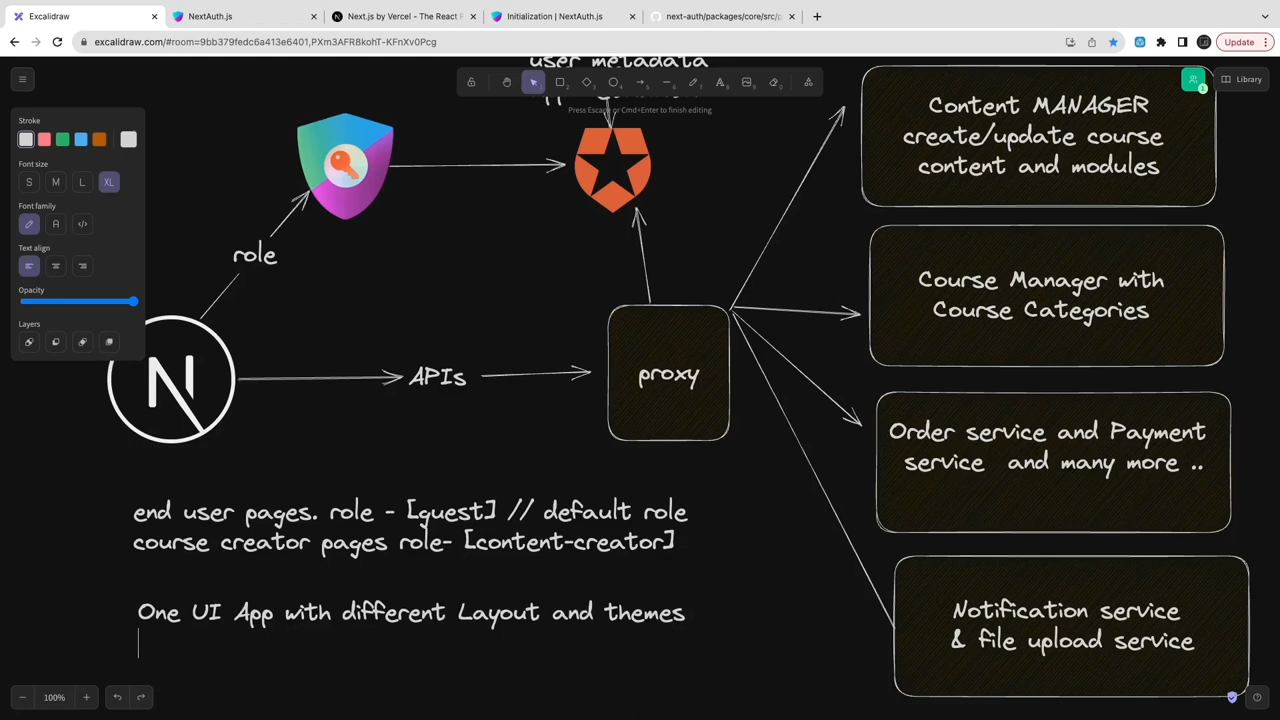 Excalidraw
NextAuth.js
Next.js by Vercel - The React F
Initialization | NextAuth.js
next-auth/packages/core/src/p
excalidraw.com/#room=9bb379fedc6a413e6401,PXm3AFR8kohT-KFnXv0Pcg
Update
user metadata
Press Escape or Cmd+Enter to finish editing
Library
Stroke
Font size
S M L XL
Font family
A </>
Text align
Opacity
Layers
role
APIs
proxy
Content MANAGER
create/update course
content and modules
Course Manager with
Course Categories
Order service and Payment
service and many more ..
Notification service
& file upload service
end user pages. role - [guest] // default role
course creator pages role- [content-creator]
One UI App with different Layout and themes
100%